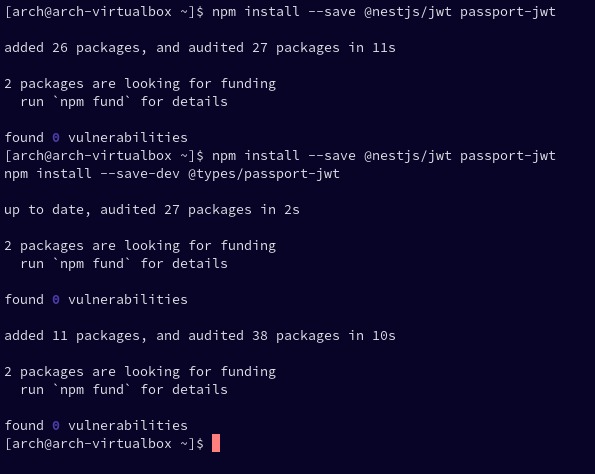 [arch@arch-virtualbox ~]$ npm install --save @nestjs/jwt passport-jwt
added 26 packages, and audited 27 packages in 11s
2 packages are looking for funding
  run `npm fund` for details
found 0 vulnerabilities
[arch@arch-virtualbox ~]$ npm install --save @nestjs/jwt passport-jwt
npm install --save-dev @types/passport-jwt
up to date, audited 27 packages in 2s
2 packages are looking for funding
  run `npm fund` for details
found 0 vulnerabilities
added 11 packages, and audited 38 packages in 10s
2 packages are looking for funding
  run `npm fund` for details
found 0 vulnerabilities
[arch@arch-virtualbox ~]$